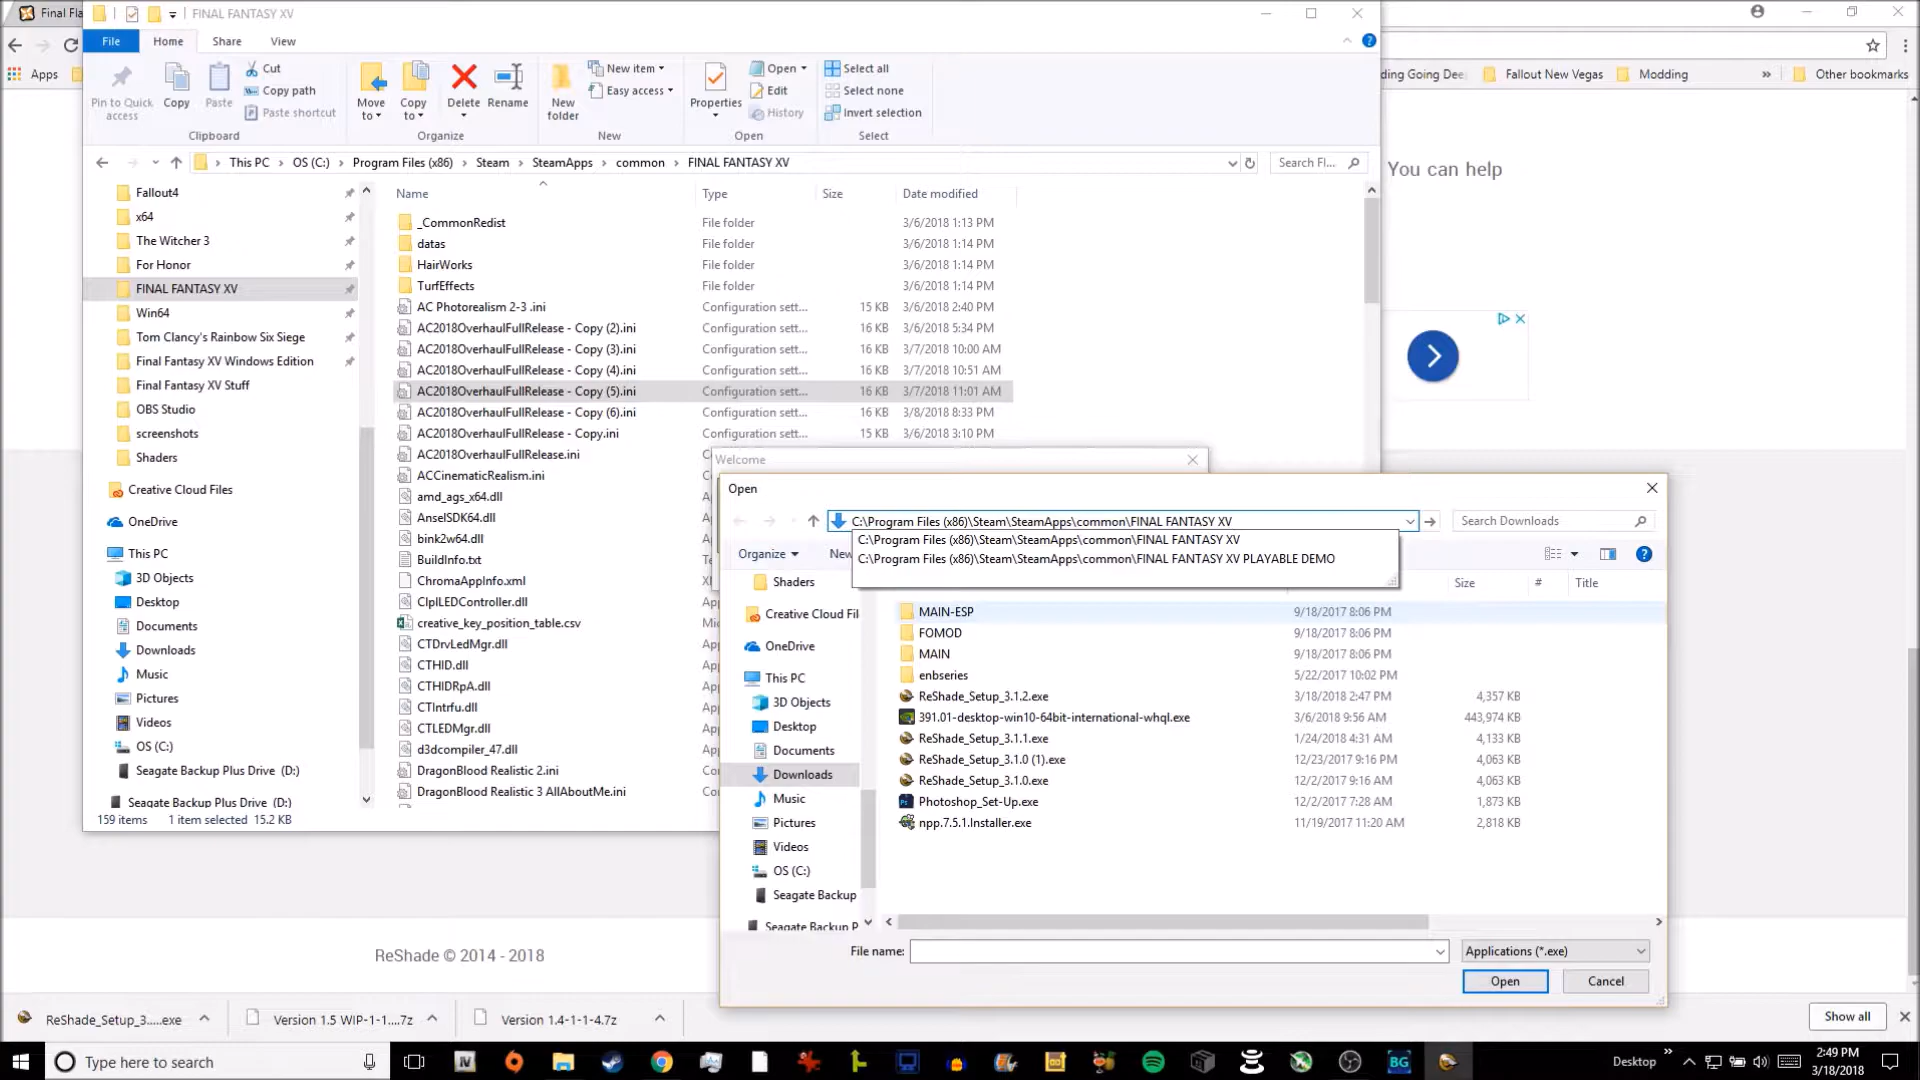 Final Fla
FINAL FANTASY XV
File
Home
Share
View
Pin to Quick access
Copy
Paste
Cut
Copy path
Paste shortcut
Clipboard
Move to
Copy to
Delete
Rename
Organize
New folder
New item
Easy access
New
Properties
Open
Edit
History
Open
Select all
Select none
Invert selection
Select
Apps
ding Going Dee
Fallout New Vegas
Modding
»
Other bookmarks
This PC > OS (C:) > Program Files (x86) > Steam > SteamApps > common > FINAL FANTASY XV
Search Fl...
You can help
Fallout4
x64
The Witcher 3
For Honor
FINAL FANTASY XV
Win64
Tom Clancy's Rainbow Six Siege
Final Fantasy XV Windows Edition
Final Fantasy XV Stuff
OBS Studio
screenshots
Shaders
Creative Cloud Files
OneDrive
This PC
3D Objects
Desktop
Documents
Downloads
Music
Pictures
Videos
OS (C:)
Seagate Backup Plus Drive (D:)
Seagate Backup Plus Drive (D:)
159 items 1 item selected 15.2 KB
Name Type Size Date modified
_CommonRedist File folder 3/6/2018 1:13 PM
datas File folder 3/6/2018 1:14 PM
HairWorks File folder 3/6/2018 1:14 PM
TurfEffects File folder 3/6/2018 1:14 PM
AC Photorealism 2-3 .ini Configuration sett... 15 KB 3/6/2018 2:40 PM
AC2018OverhaulFullRelease - Copy (2).ini Configuration sett... 16 KB 3/6/2018 5:34 PM
AC2018OverhaulFullRelease - Copy (3).ini Configuration sett... 16 KB 3/7/2018 10:00 AM
AC2018OverhaulFullRelease - Copy (4).ini Configuration sett... 16 KB 3/7/2018 10:51 AM
AC2018OverhaulFullRelease - Copy (5).ini Configuration sett... 16 KB 3/7/2018 11:01 AM
AC2018OverhaulFullRelease - Copy (6).ini Configuration sett... 16 KB 3/8/2018 8:33 PM
AC2018OverhaulFullRelease - Copy.ini Configuration sett... 15 KB 3/6/2018 3:10 PM
AC2018OverhaulFullRelease.ini Co
ACCinematicRealism.ini Co
amd_ags_x64.dll Ap
AnselSDK64.dll Ap
bink2w64.dll Ap
BuildInfo.txt Te
ChromaAppInfo.xml XM
ClplLEDController.dll Ap
creative_key_position_table.csv Mi
CTDrvLedMgr.dll Ap
CTHID.dll Ap
CTHIDRpA.dll Ap
CTIntrfu.dll Ap
CTLEDMgr.dll Ap
d3dcompiler_47.dll Ap
DragonBlood Realistic 2.ini Co
DragonBlood Realistic 3 AllAboutMe.ini Co
Welcome
Open
C:\Program Files (x86)\Steam\SteamApps\common\FINAL FANTASY XV
Search Downloads
C:\Program Files (x86)\Steam\SteamApps\common\FINAL FANTASY XV
C:\Program Files (x86)\Steam\SteamApps\common\FINAL FANTASY XV PLAYABLE DEMO
Organize
New
Size # Title
Shaders
Creative Cloud Fil
OneDrive
This PC
3D Objects
Desktop
Documents
Downloads
Music
Pictures
Videos
OS (C:)
Seagate Backup
Seagate Backup P
MAIN-ESP 9/18/2017 8:06 PM
FOMOD 9/18/2017 8:06 PM
MAIN 9/18/2017 8:06 PM
enbseries 5/22/2017 10:02 PM
ReShade_Setup_3.1.2.exe 3/18/2018 2:47 PM 4,357 KB
391.01-desktop-win10-64bit-international-whql.exe 3/6/2018 9:56 AM 443,974 KB
ReShade_Setup_3.1.1.exe 1/24/2018 4:31 AM 4,133 KB
ReShade_Setup_3.1.0 (1).exe 12/23/2017 9:16 PM 4,063 KB
ReShade_Setup_3.1.0.exe 12/2/2017 9:16 AM 4,063 KB
Photoshop_Set-Up.exe 12/2/2017 7:28 AM 1,873 KB
npp.7.5.1.Installer.exe 11/19/2017 11:20 AM 2,818 KB
File name:
Applications (*.exe)
Open
Cancel
ReShade © 2014 - 2018
ReShade_Setup_3.....exe
Version 1.5 WIP-1-1....7z
Version 1.4-1-1-4.7z
Show all
Type here to search
BG
Desktop »
2:49 PM
3/18/2018